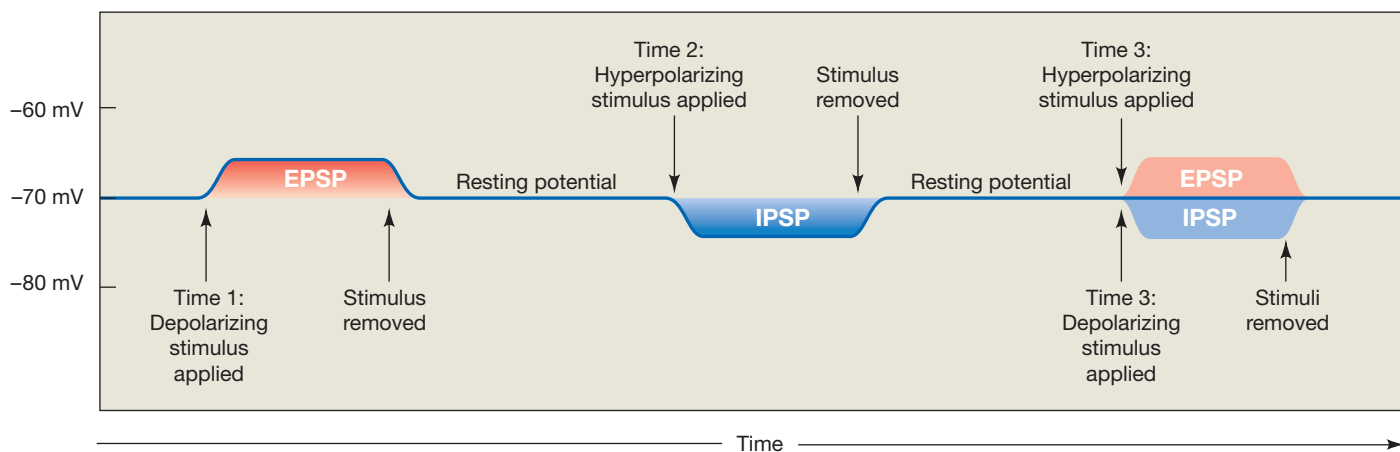 Time 2:
Hyperpolarizing
stimulus applied
Stimulus
removed
Time 3:
Hyperpolarizing
stimulus applied
–60 mV
–70 mV
–80 mV
EPSP
Resting potential
IPSP
Resting potential
EPSP
IPSP
Time 1:
Depolarizing
stimulus
applied
Stimulus
removed
Time 3:
Depolarizing
stimulus
applied
Stimuli
removed
Time